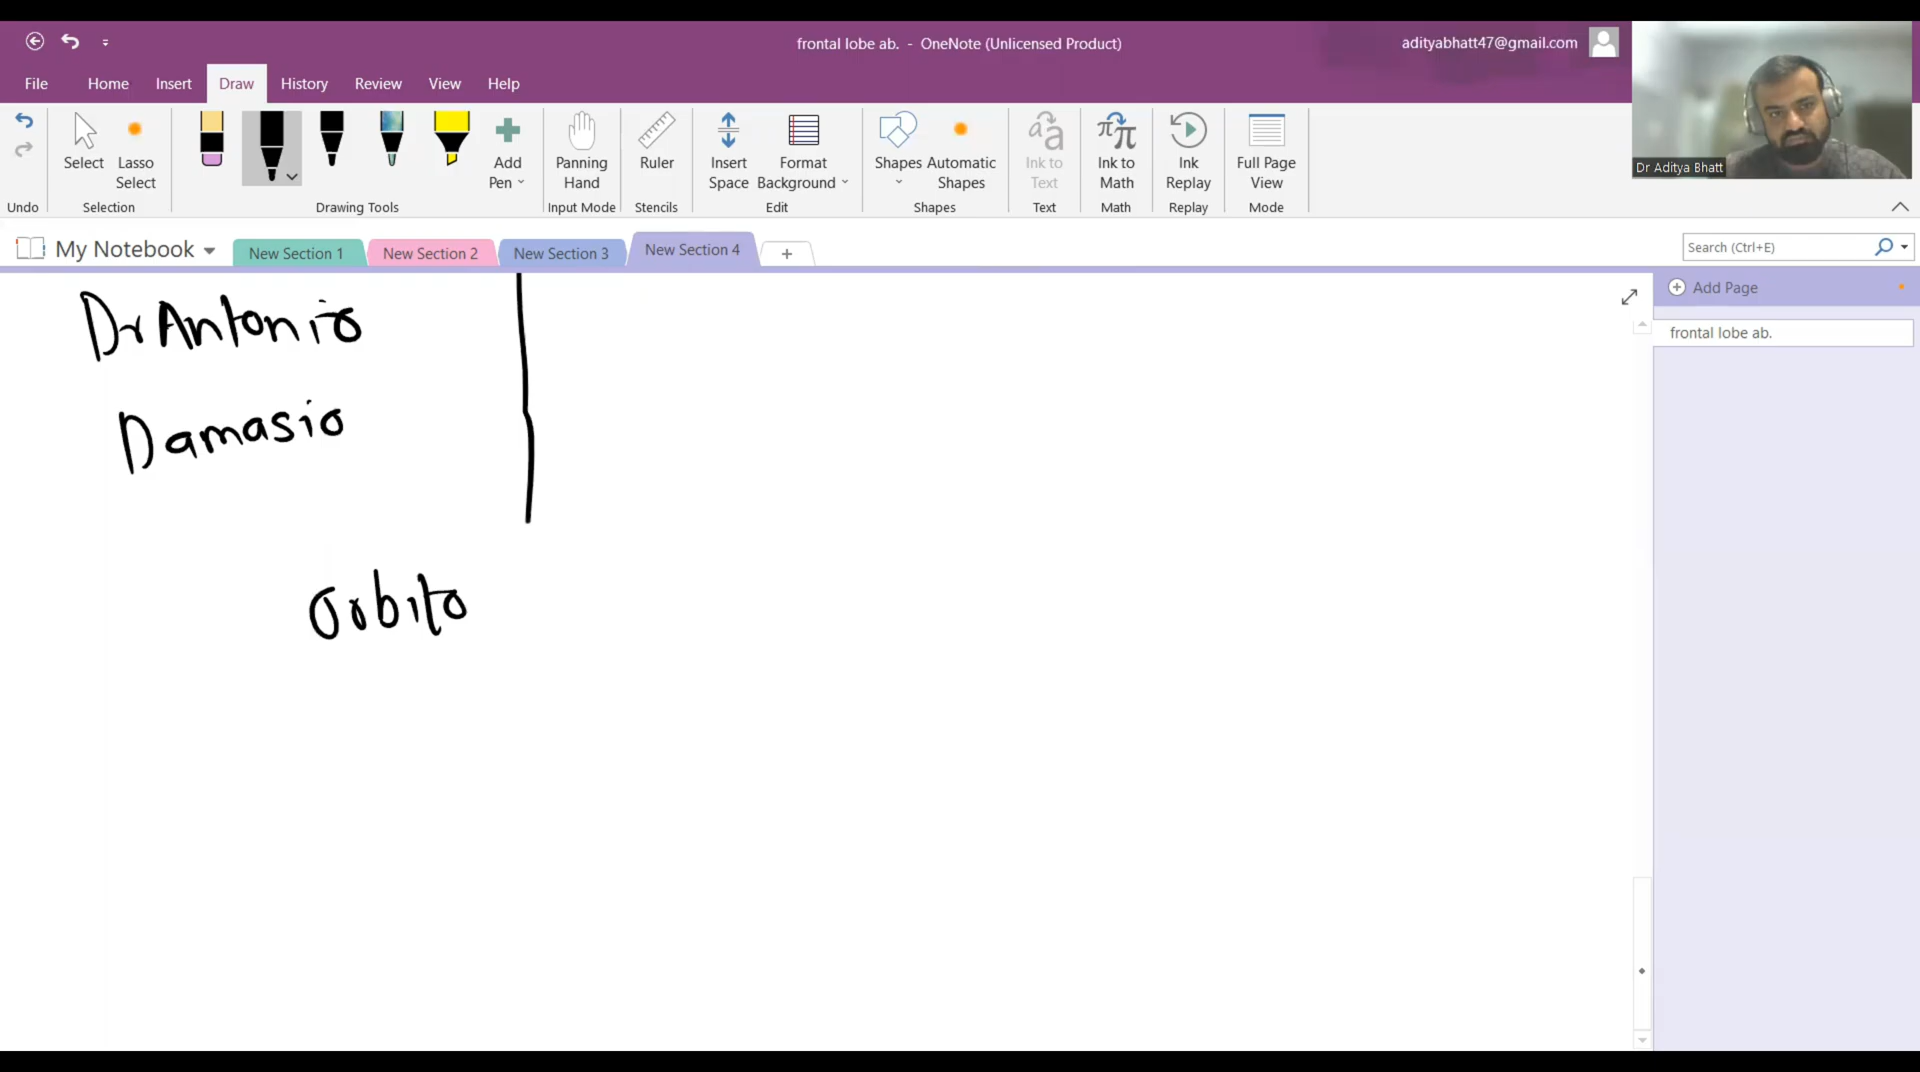 frontal lobe ab. - OneNote (Unlicensed Product)
adityabhatt47@gmail.com
File Home Insert Draw History Review View Help
Dr Aditya Bhatt
Select Lasso Select
Add Pen
Panning Hand
Ruler
Insert Space
Format Background
Shapes
Automatic Shapes
Ink to Text
Ink to Math
Ink Replay
Full Page View
Undo Selection Drawing Tools Input Mode Stencils Edit Shapes Text Math Replay Mode
My Notebook New Section 1 New Section 2 New Section 3 New Section 4 +
Search (Ctrl+E)
Add Page
frontal lobe ab.
Dr Antonio
Damasio
Orbito